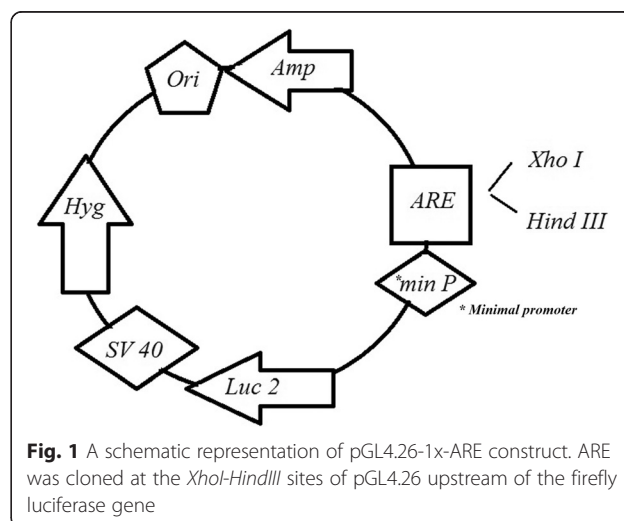 Ori
Amp
Xho I
ARE
Hind III
Hyg
*min P
* Minimal promoter
SV 40
Luc 2
Fig. 1 A schematic representation of pGL4.26-1x-ARE construct. ARE
was cloned at the XhoI-HindIII sites of pGL4.26 upstream of the firefly
luciferase gene